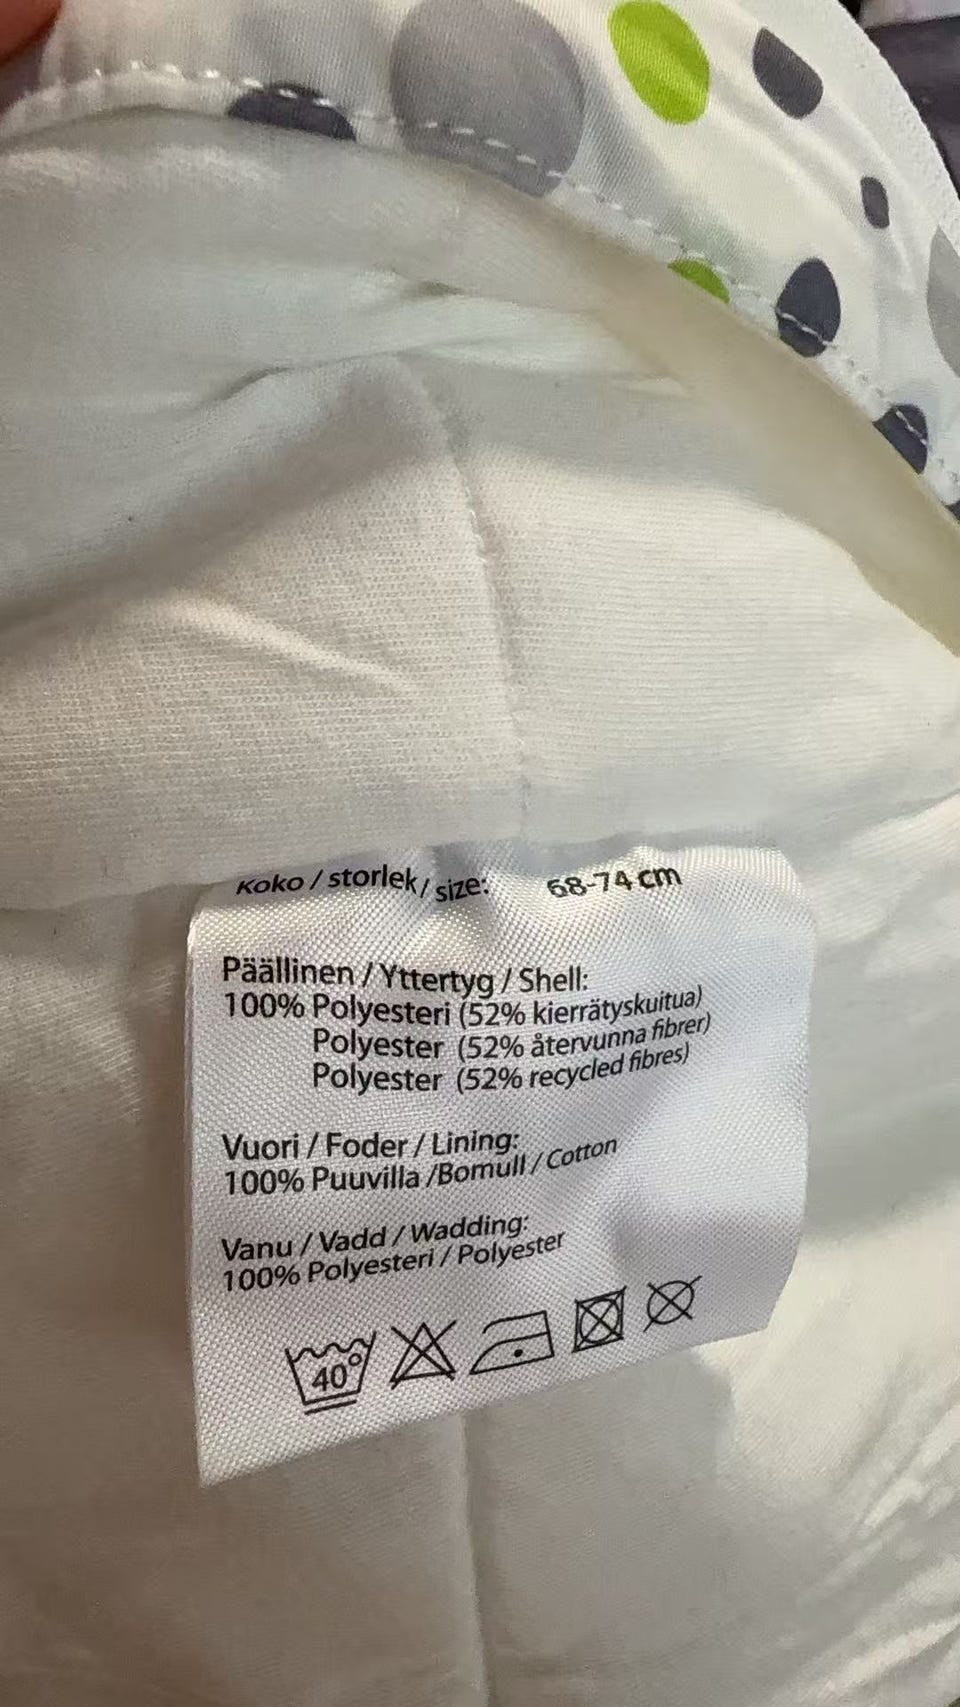 Koko / storlek / size: 68-74 cm
Päällinen / Yttertyg / Shell:
100% Polyesteri (52% kierrätyskuitua)
Polyester (52% återvunna fibrer)
Polyester (52% recycled fibres)
Vuori / Foder / Lining:
100% Puuvilla /Bomull / Cotton
Vanu / Vadd / Wadding:
100% Polyesteri / Polyester
40°